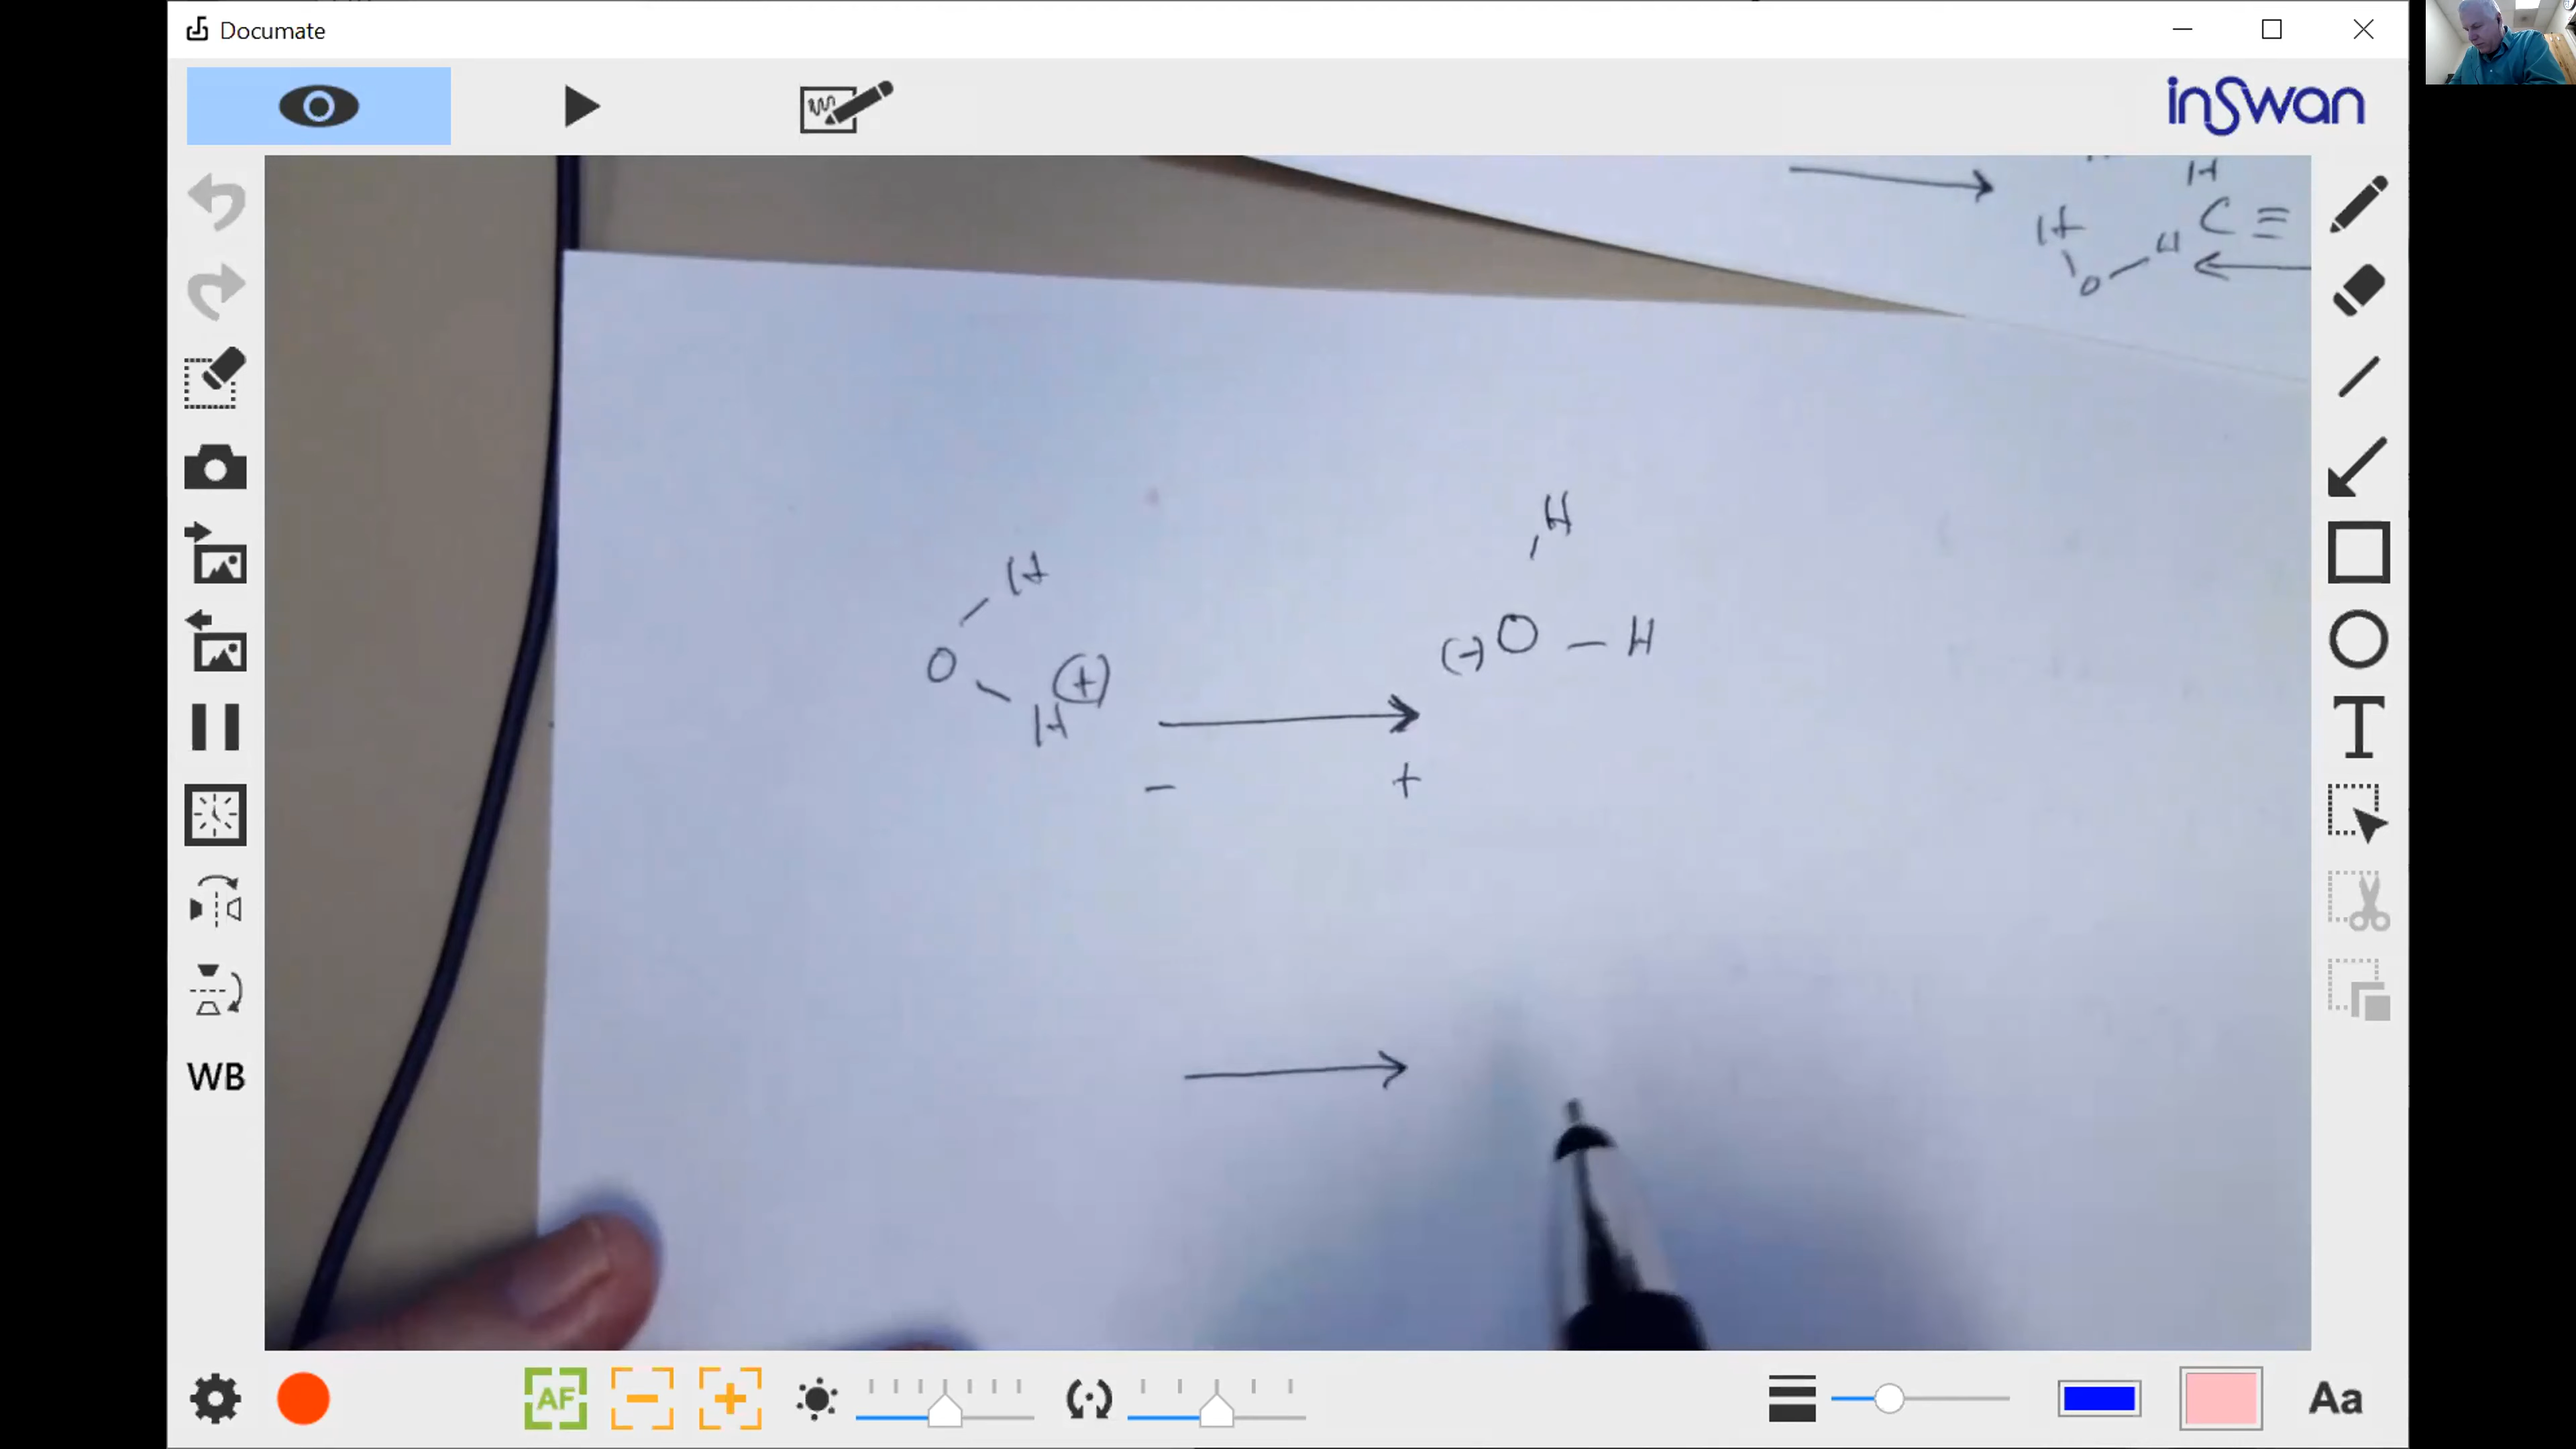 Documate
inswan
H
H C ≡
H
O
H
H
O
H (+)
(-) O - H
- +
WB
AF
T
Aa